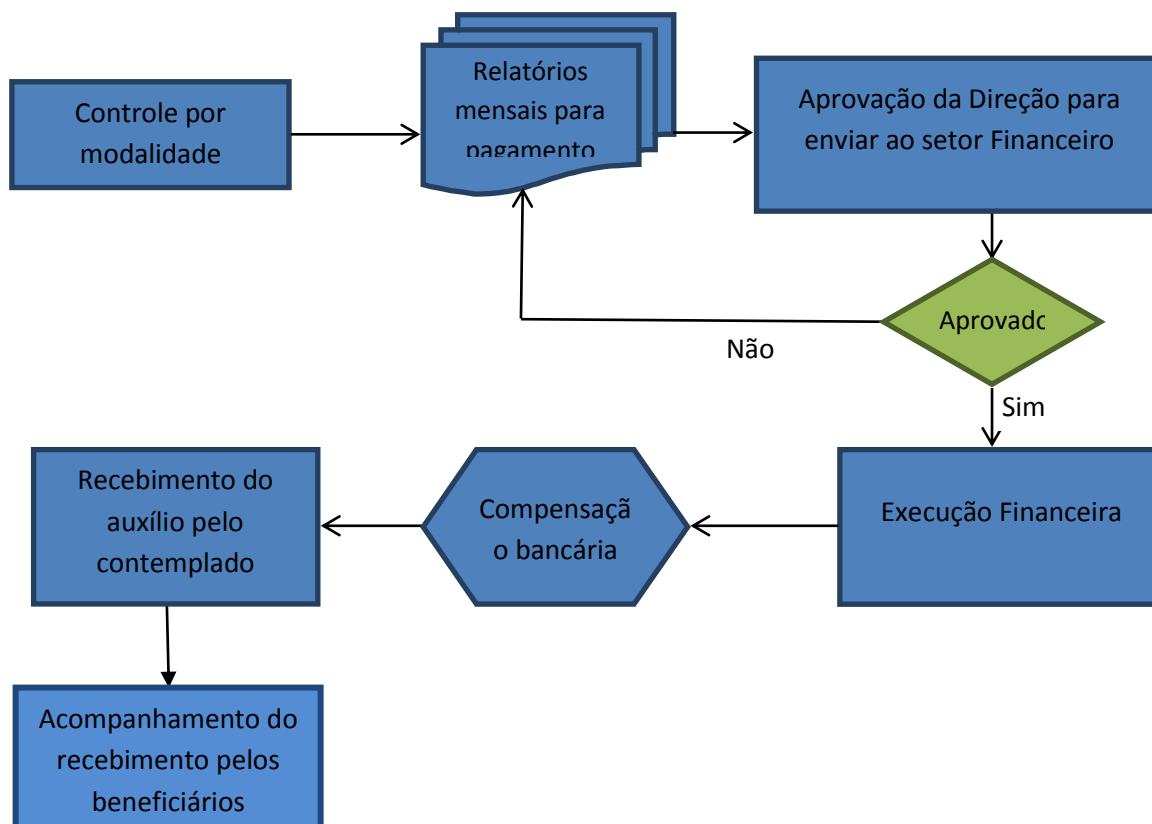 Controle por
modalidade
Relatórios
mensais para
pagamento
Aprovação da Direção para
enviar ao setor Financeiro
Aprovado
Não
Sim
Execução Financeira
Compensaçã
o bancária
Recebimento do
auxílio pelo
contemplado
Acompanhamento do
recebimento pelos
beneficiários